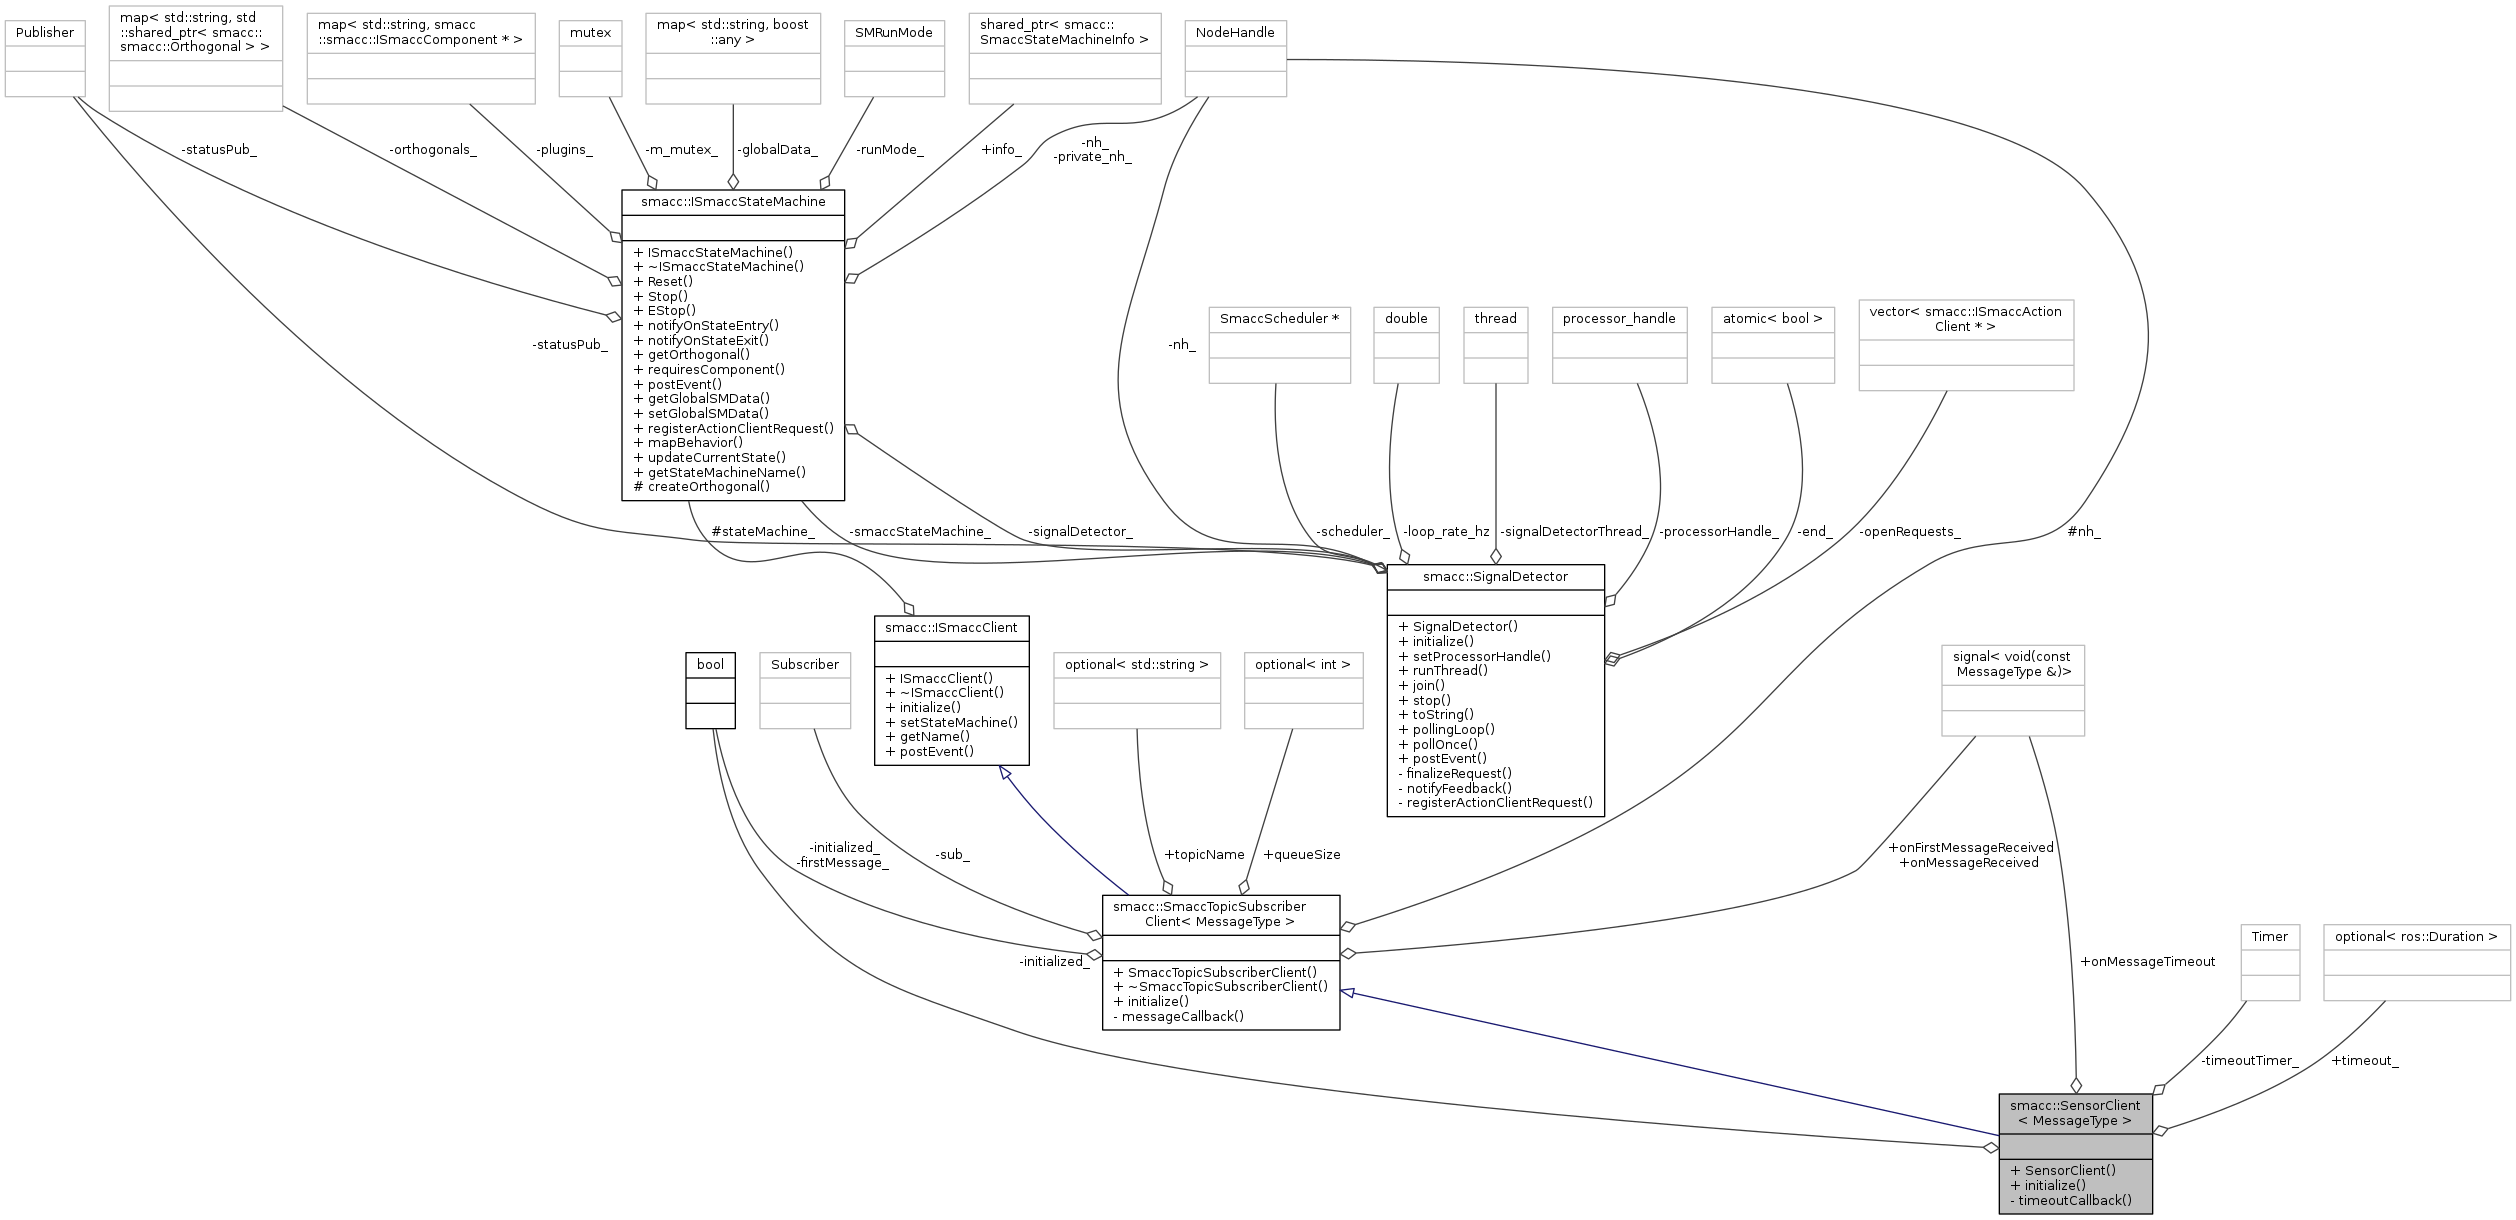 Publisher
map< std::string, std
::shared_ptr< smacc::
smacc::Orthogonal > >
map< std::string, smacc
::smacc::ISmaccComponent * >
mutex
map< std::string, boost
::any >
SMRunMode
shared_ptr< smacc::
SmaccStateMachineInfo >
NodeHandle
-statusPub_
-orthogonals_
-plugins_
-m_mutex_
-globalData_
-runMode_
+info_
-nh_
-private_nh_
smacc::ISmaccStateMachine
+ ISmaccStateMachine()
+ ~ISmaccStateMachine()
+ Reset()
+ Stop()
+ EStop()
+ notifyOnStateEntry()
+ notifyOnStateExit()
+ getOrthogonal()
+ requiresComponent()
+ postEvent()
+ getGlobalSMData()
+ setGlobalSMData()
+ registerActionClientRequest()
+ mapBehavior()
+ updateCurrentState()
+ getStateMachineName()
# createOrthogonal()
-statusPub_
-nh_
SmaccScheduler *
double
thread
processor_handle
atomic< bool >
vector< smacc::ISmaccAction
Client * >
#stateMachine_
-smaccStateMachine_
-signalDetector_
-scheduler_
-loop_rate_hz
-signalDetectorThread_
-processorHandle_
-end_
-openRequests_
#nh_
smacc::SignalDetector
+ SignalDetector()
+ initialize()
+ setProcessorHandle()
+ runThread()
+ join()
+ stop()
+ toString()
+ pollingLoop()
+ pollOnce()
+ postEvent()
- finalizeRequest()
- notifyFeedback()
- registerActionClientRequest()
smacc::ISmaccClient
+ ISmaccClient()
+ ~ISmaccClient()
+ initialize()
+ setStateMachine()
+ getName()
+ postEvent()
bool
Subscriber
optional< std::string >
optional< int >
signal< void(const
MessageType &)>
-initialized_
-firstMessage_
-sub_
+topicName
+queueSize
+onFirstMessageReceived
+onMessageReceived
smacc::SmaccTopicSubscriber
Client< MessageType >
+ SmaccTopicSubscriberClient()
+ ~SmaccTopicSubscriberClient()
+ initialize()
- messageCallback()
-initialized_
+onMessageTimeout
Timer
optional< ros::Duration >
-timeoutTimer_
+timeout_
smacc::SensorClient
< MessageType >
+ SensorClient()
+ initialize()
- timeoutCallback()